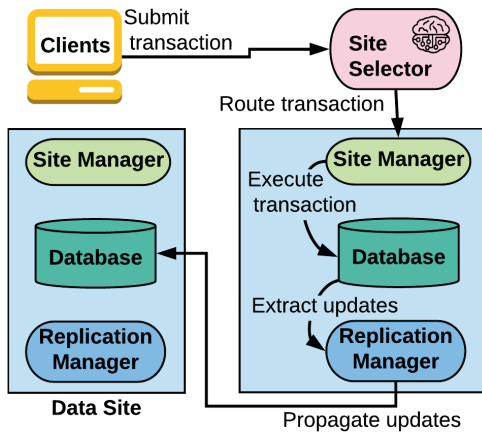 Submit
transaction
Clients
Site
Selector
Route transaction
Site Manager
Site Manager
Execute
transaction
Database
Database
Extract updates
Replication
Manager
Replication
Manager
Data Site
Propagate updates